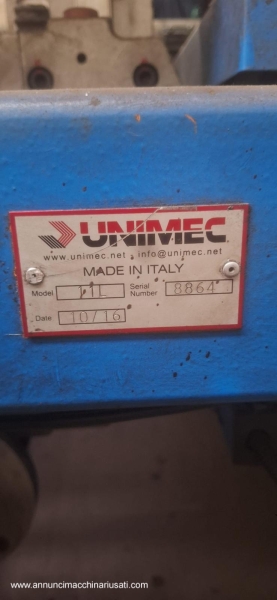 UNIMEC
www.unimec.net - info@unimec.net
MADE IN ITALY
Model Serial Number 8864
Date 10/16
www.annuncimacchinariusati.com